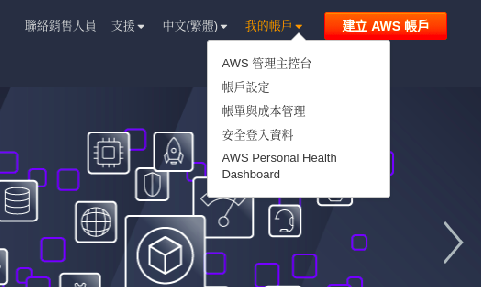 聯絡銷售人員 支援 中文(繁體) 我的帳戶 建立 AWS 帳戶
AWS 管理主控台
帳戶設定
帳單與成本管理
安全登入資料
AWS Personal Health
Dashboard